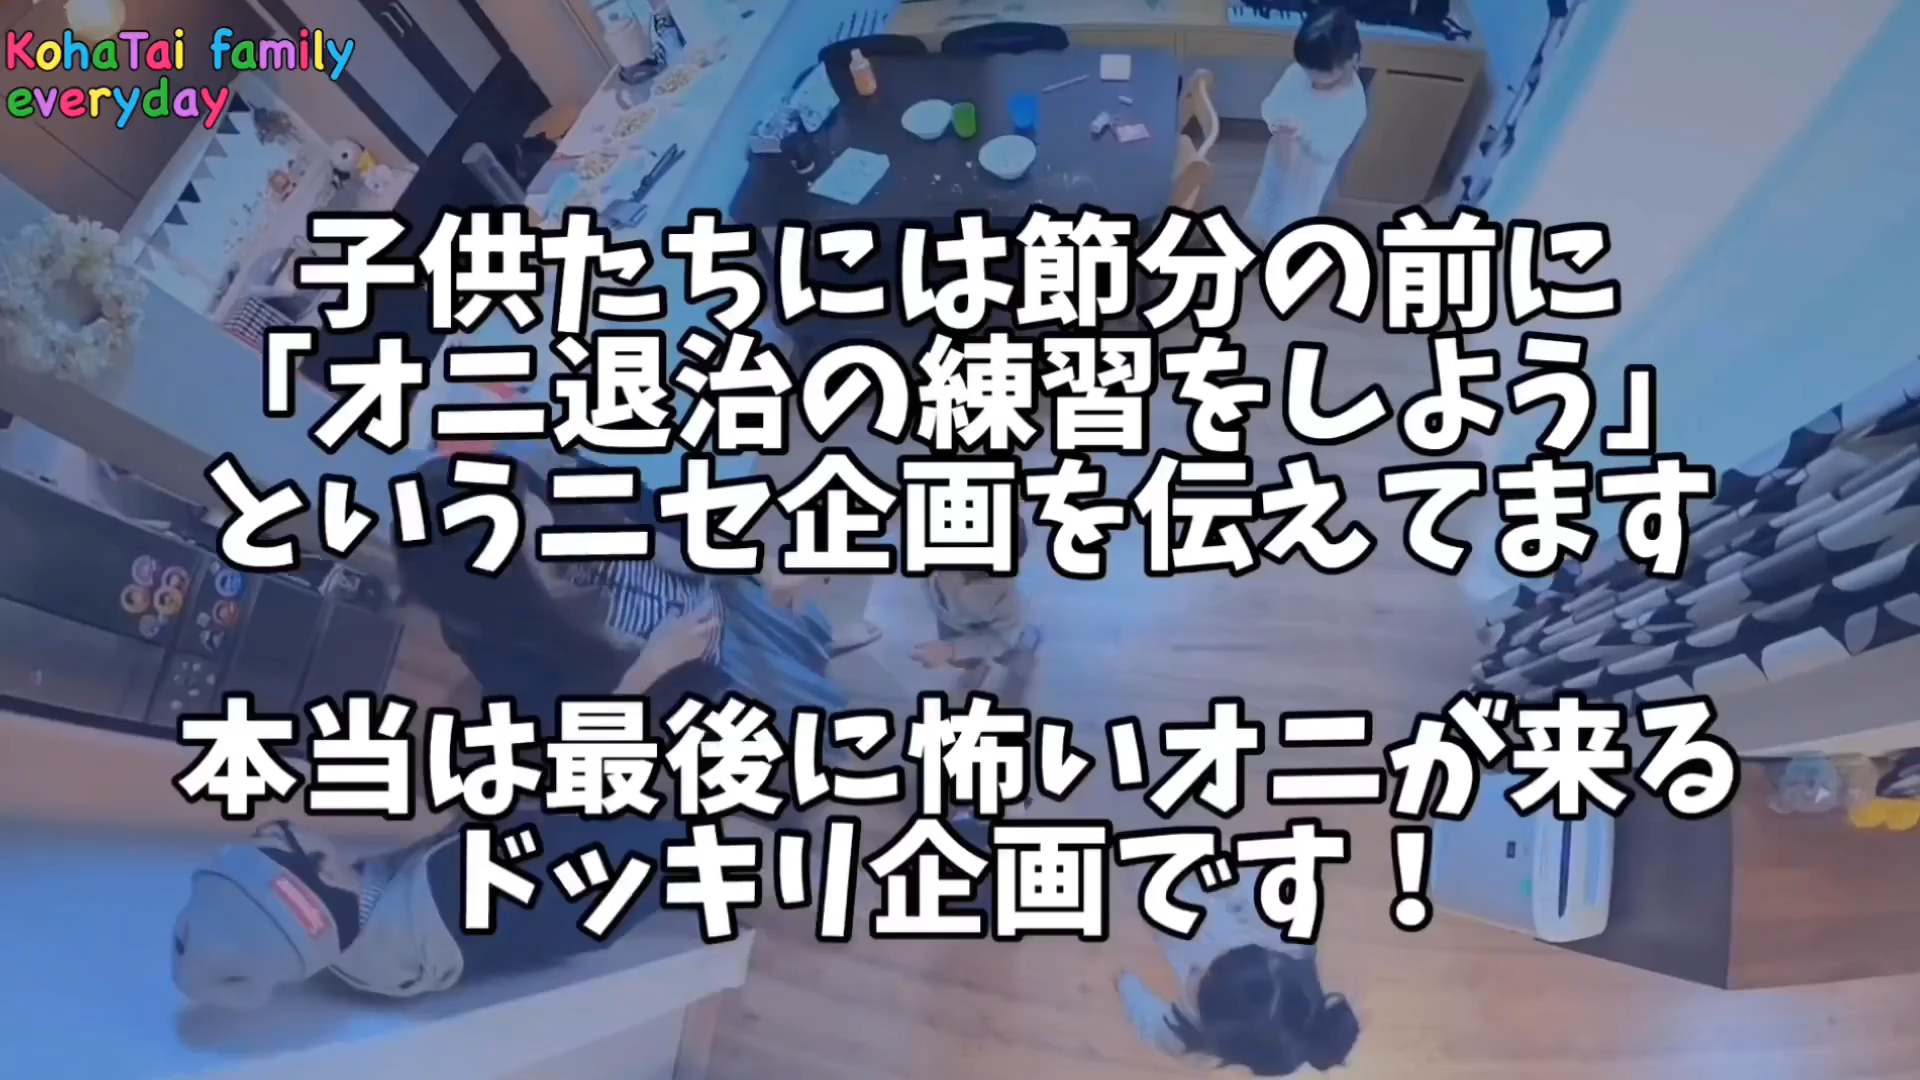 KohaTai family
everyday
子供たちには節分の前に
「オニ退治の練習をしよう」
というニセ企画を伝えてます
本当は最後に怖いオニが来る
ドッキリ企画です！